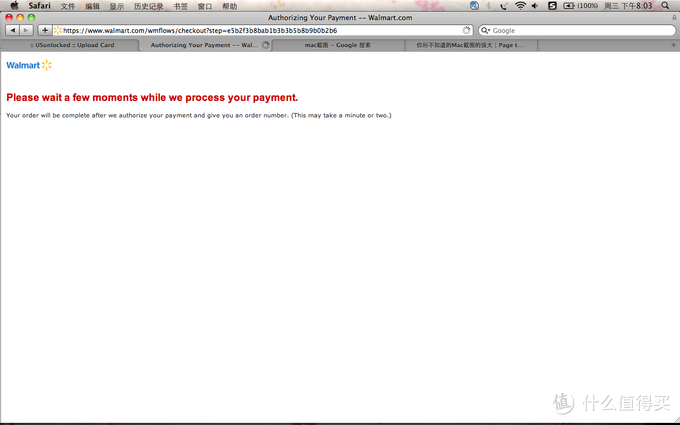 Safari 文件 编辑 显示 历史记录 书签 窗口 帮助 (100%) 周三 下午8:03
Authorizing Your Payment -- Walmart.com
https://www.walmart.com/wmflows/checkout?step=e5b2f3b8bab1b3b3b5b8b9b0b2b6 Google
:: USunlocked :: Upload Card Authorizing Your Payment -- Wal... mac截图 - Google 搜索 你所不知道的Mac截图的强大 | Page t...
Walmart
Please wait a few moments while we process your payment.
Your order will be complete after we authorize your payment and give you an order number. (This may take a minute or two.)
值 什么值得买